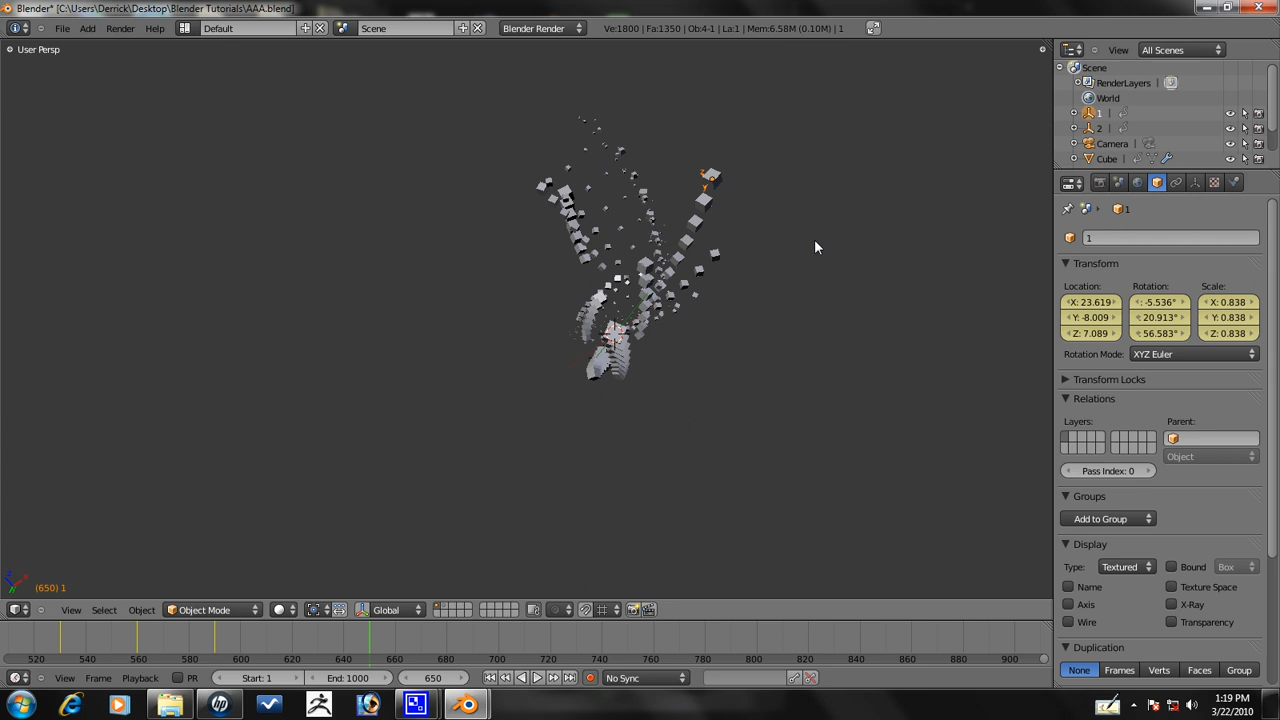 Blender* [C:\Users\Derrick\Desktop\Blender Tutorials\AAA.blend]
File Add Render Help Default Scene Blender Render Ve:1800 | Fa:1350 | Ob:4-1 | La:1 | Mem:6.58M (0.10M) | 1
User Persp
View All Scenes
Scene
RenderLayers
World
1
2
Camera
Cube
1
1
Transform
Location: Rotation: Scale:
X: 23.619 : -5.536° X: 0.838
Y: -8.009 : 20.913° Y: 0.838
Z: 7.089 : 56.583° Z: 0.838
Rotation Mode: XYZ Euler
Transform Locks
Relations
Layers: Parent:
Object
Pass Index: 0
Groups
Add to Group
Display
Type: Textured Bound Box
Name Texture Space
Axis X-Ray
Wire Transparency
Duplication
None Frames Verts Faces Group
(650) 1
View Select Object Object Mode Global
520 540 560 580 600 620 640 660 680 700 720 740 760 780 800 820 840 860 880 900
View Frame Playback PR Start: 1 End: 1000 650 No Sync
1:19 PM
3/22/2010